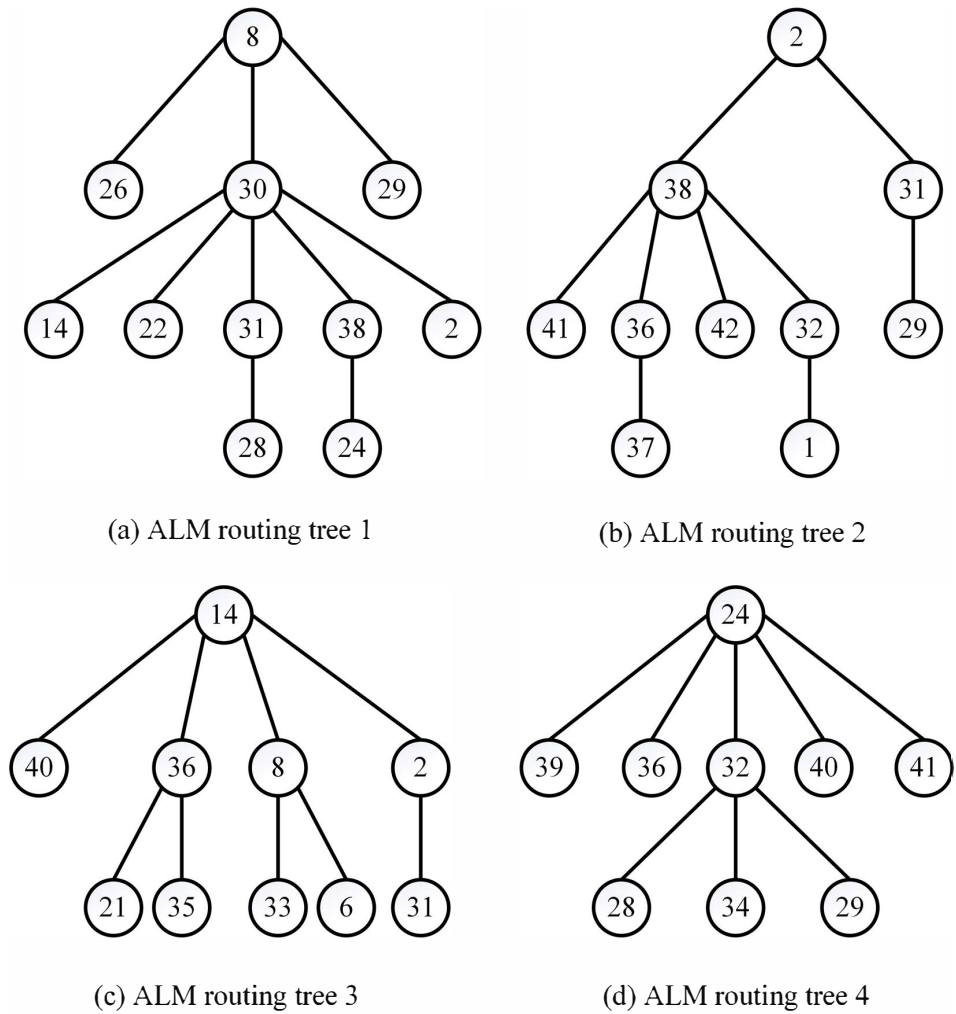 8
26 30 29
14 22 31 38 2
28 24
(a) ALM routing tree 1
2
38 31
41 36 42 32 29
37 1
(b) ALM routing tree 2
14
40 36 8 2
21 35 33 6 31
(c) ALM routing tree 3
24
39 36 32 40 41
28 34 29
(d) ALM routing tree 4